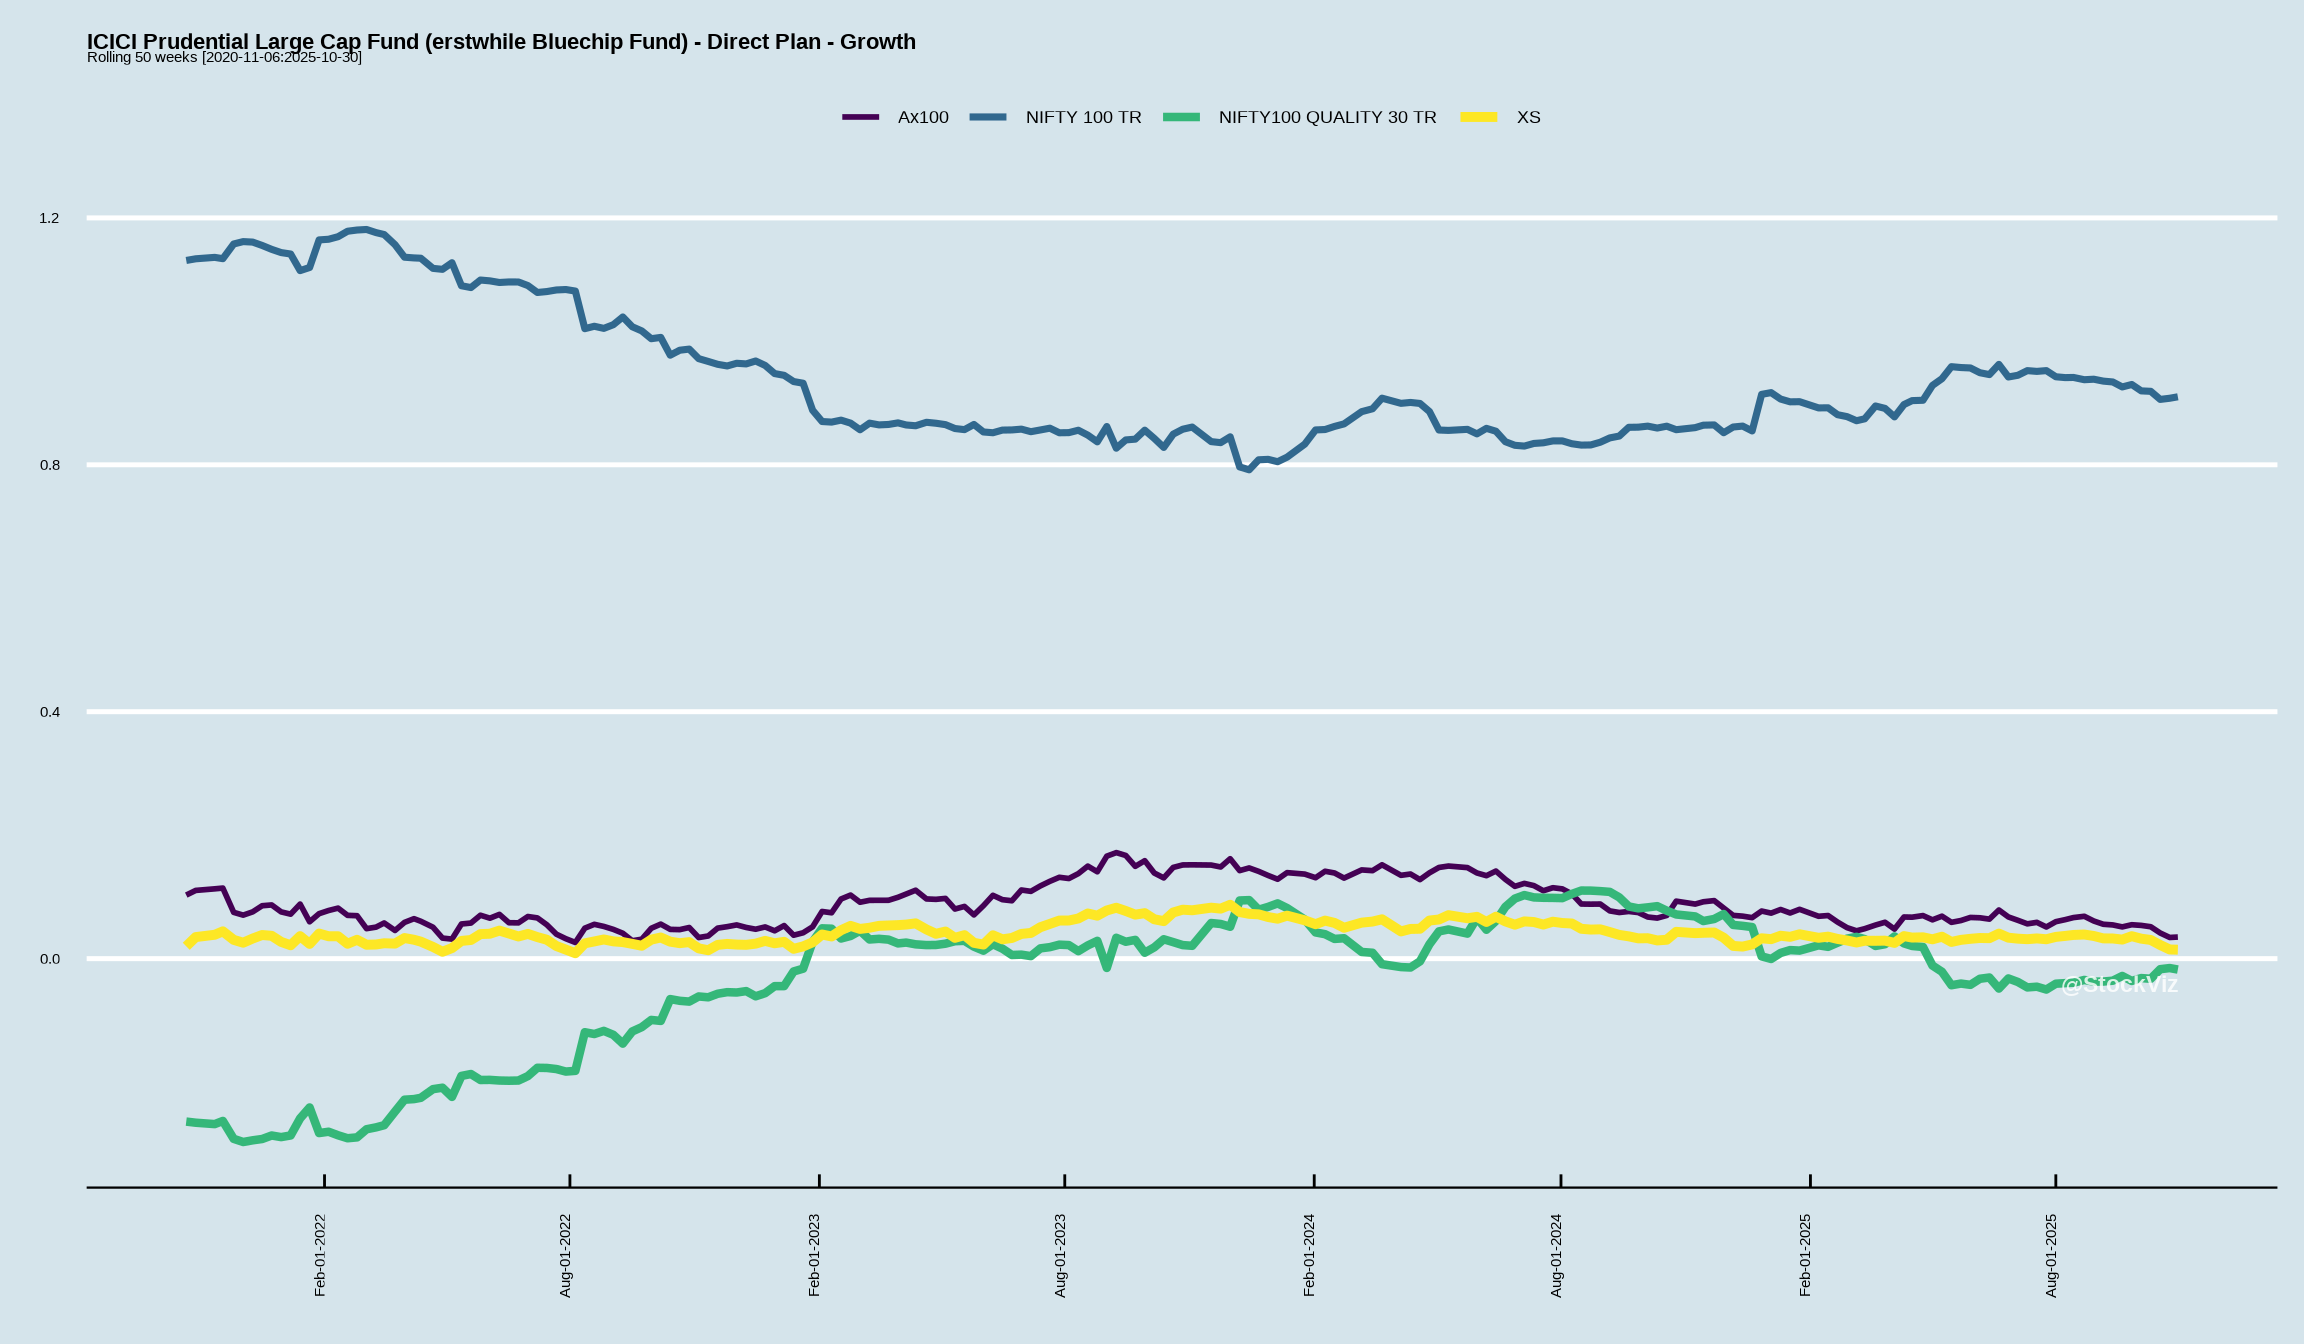 ICICI Prudential Large Cap Fund (erstwhile Bluechip Fund) - Direct Plan - Growth
Rolling 50 weeks [2020-11-06:2025-10-30]
Ax100 NIFTY 100 TR NIFTY100 QUALITY 30 TR XS
1.2
0.8
0.4
0.0
@StockViz
Feb-01-2022 Aug-01-2022 Feb-01-2023 Aug-01-2023 Feb-01-2024 Aug-01-2024 Feb-01-2025 Aug-01-2025